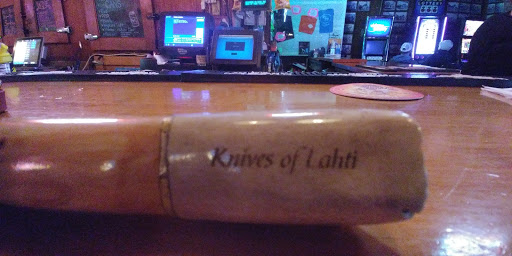 Knives of Lahti